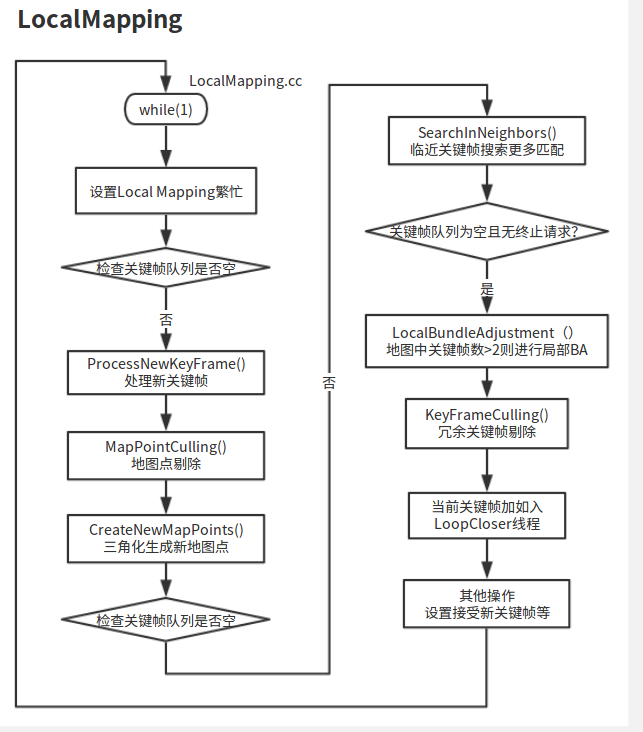 LocalMapping
LocalMapping.cc
while(1)
设置Local Mapping繁忙
检查关键帧队列是否空
否
ProcessNewKeyFrame()
处理新关键帧
MapPointCulling()
地图点剔除
CreateNewMapPoints()
三角化生成新地图点
检查关键帧队列是否空
否
SearchInNeighbors()
临近关键帧搜索更多匹配
关键帧队列为空且无终止请求?
是
LocalBundleAdjustment（）
地图中关键帧数>2则进行局部BA
KeyFrameCulling()
冗余关键帧剔除
当前关键帧加如入
LoopCloser线程
其他操作
设置接受新关键帧等